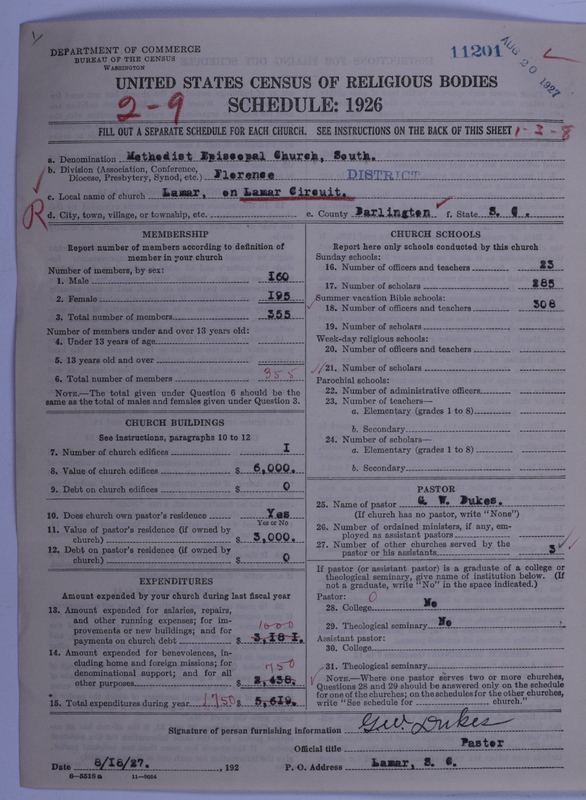 DEPARTMENT OF COMMERCE
BUREAU OF THE CENSUS
WASHINGTON
11201
AUG 20 1927
UNITED STATES CENSUS OF RELIGIOUS BODIES
2-9
SCHEDULE: 1926
FILL OUT A SEPARATE SCHEDULE FOR EACH CHURCH. SEE INSTRUCTIONS ON THE BACK OF THIS SHEET
1-3-8
a. Denomination Methodist Episcopal Church, South.
b. Division (Association, Conference, Diocese, Presbytery, Synod, etc.) Florence DISTRICT
c. Local name of church Lamar, on Lamar Circuit.
R
d. City, town, village, or township, etc. e. County Darlington f. State S. C.
MEMBERSHIP
Report number of members according to definition of
member in your church
Number of members, by sex:
1. Male 160
2. Female 195
3. Total number of members 355
Number of members under and over 13 years old:
4. Under 13 years of age
5. 13 years old and over
6. Total number of members 355
NOTE.—The total given under Question 6 should be
same as the total of males and females given under Question 3.
CHURCH BUILDINGS
See instructions, paragraphs 10 to 12
7. Number of church edifices 1
8. Value of church edifices $ 6,000.
9. Debt on church edifices $ 0
10. Does church own pastor's residence Yes
Yes or No
11. Value of pastor's residence (if owned by
church) $ 3,000.
12. Debt on pastor's residence (if owned by
church) $ 0
EXPENDITURES
Amount expended by your church during last fiscal year
13. Amount expended for salaries, repairs,
and other running expenses; for im-
provements or new buildings; and for
payments on church debt $ 3,181. 1000
14. Amount expended for benevolences, in-
cluding home and foreign missions; for
denominational support; and for all
other purposes $ 2,438. 750
15. Total expenditures during year 1750 $ 5,619.
CHURCH SCHOOLS
Report here only schools conducted by this church
Sunday schools:
16. Number of officers and teachers 23
17. Number of scholars 285
Summer vacation Bible schools:
18. Number of officers and teachers 308
19. Number of scholars
Week-day religious schools:
20. Number of officers and teachers
21. Number of scholars
Parochial schools:
22. Number of administrative officers
23. Number of teachers—
a. Elementary (grades 1 to 8)
b. Secondary
24. Number of scholars—
a. Elementary (grades 1 to 8)
b. Secondary
PASTOR
25. Name of pastor G. W. Dukes.
(If church has no pastor, write "None")
26. Number of ordained ministers, if any, em-
ployed as assistant pastors
27. Number of other churches served by the
pastor or his assistants 3
If pastor (or assistant pastor) is a graduate of a college or
theological seminary, give name of institution below. (If
not a graduate, write "No" in the space indicated.)
Pastor: 0
28. College No
29. Theological seminary No
Assistant pastor:
30. College
31. Theological seminary
NOTE.—Where one pastor serves two or more churches,
Questions 28 and 29 should be answered only on the schedule
for one of the churches; on the schedules for the other churches,
write "See schedule for church."
Signature of person furnishing information G W. Dukes
Official title Pastor
Date 8/18/27. , 192 P. O. Address Lamar, S. C.
8—5518a 11—9064